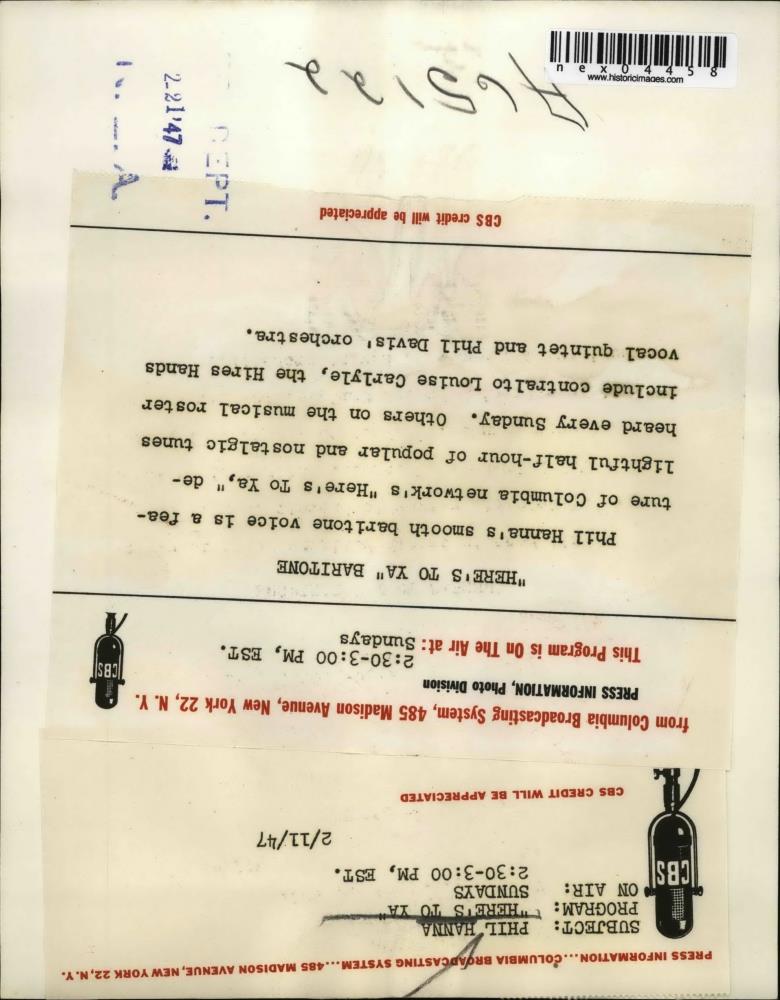 nex04458
www.historicimages.com
A65122
DEPT.
2-21'47
N.E.A.
PRESS INFORMATION...COLUMBIA BROADCASTING SYSTEM...485 MADISON AVENUE, NEW YORK 22, N.Y.
SUBJECT: PHIL HANNA
PROGRAM: "HERE'S TO YA"
ON AIR: SUNDAYS
2:30-3:00 PM, EST.
2/11/47
CBS
CBS CREDIT WILL BE APPRECIATED
from Columbia Broadcasting System, 485 Madison Avenue, New York 22, N. Y.
PRESS INFORMATION, Photo Division
2:30-3:00 PM, EST.
This Program is On The Air at: Sundays
CBS
"HERE'S TO YA" BARITONE
Phil Hanna's smooth baritone voice is a fea-
ture of Columbia network's "Here's To Ya," de-
lightful half-hour of popular and nostalgic tunes
heard every Sunday. Others on the musical roster
include contralto Louise Carlyle, the Hires Hands
vocal quintet and Phil Davis' orchestra.
CBS credit will be appreciated